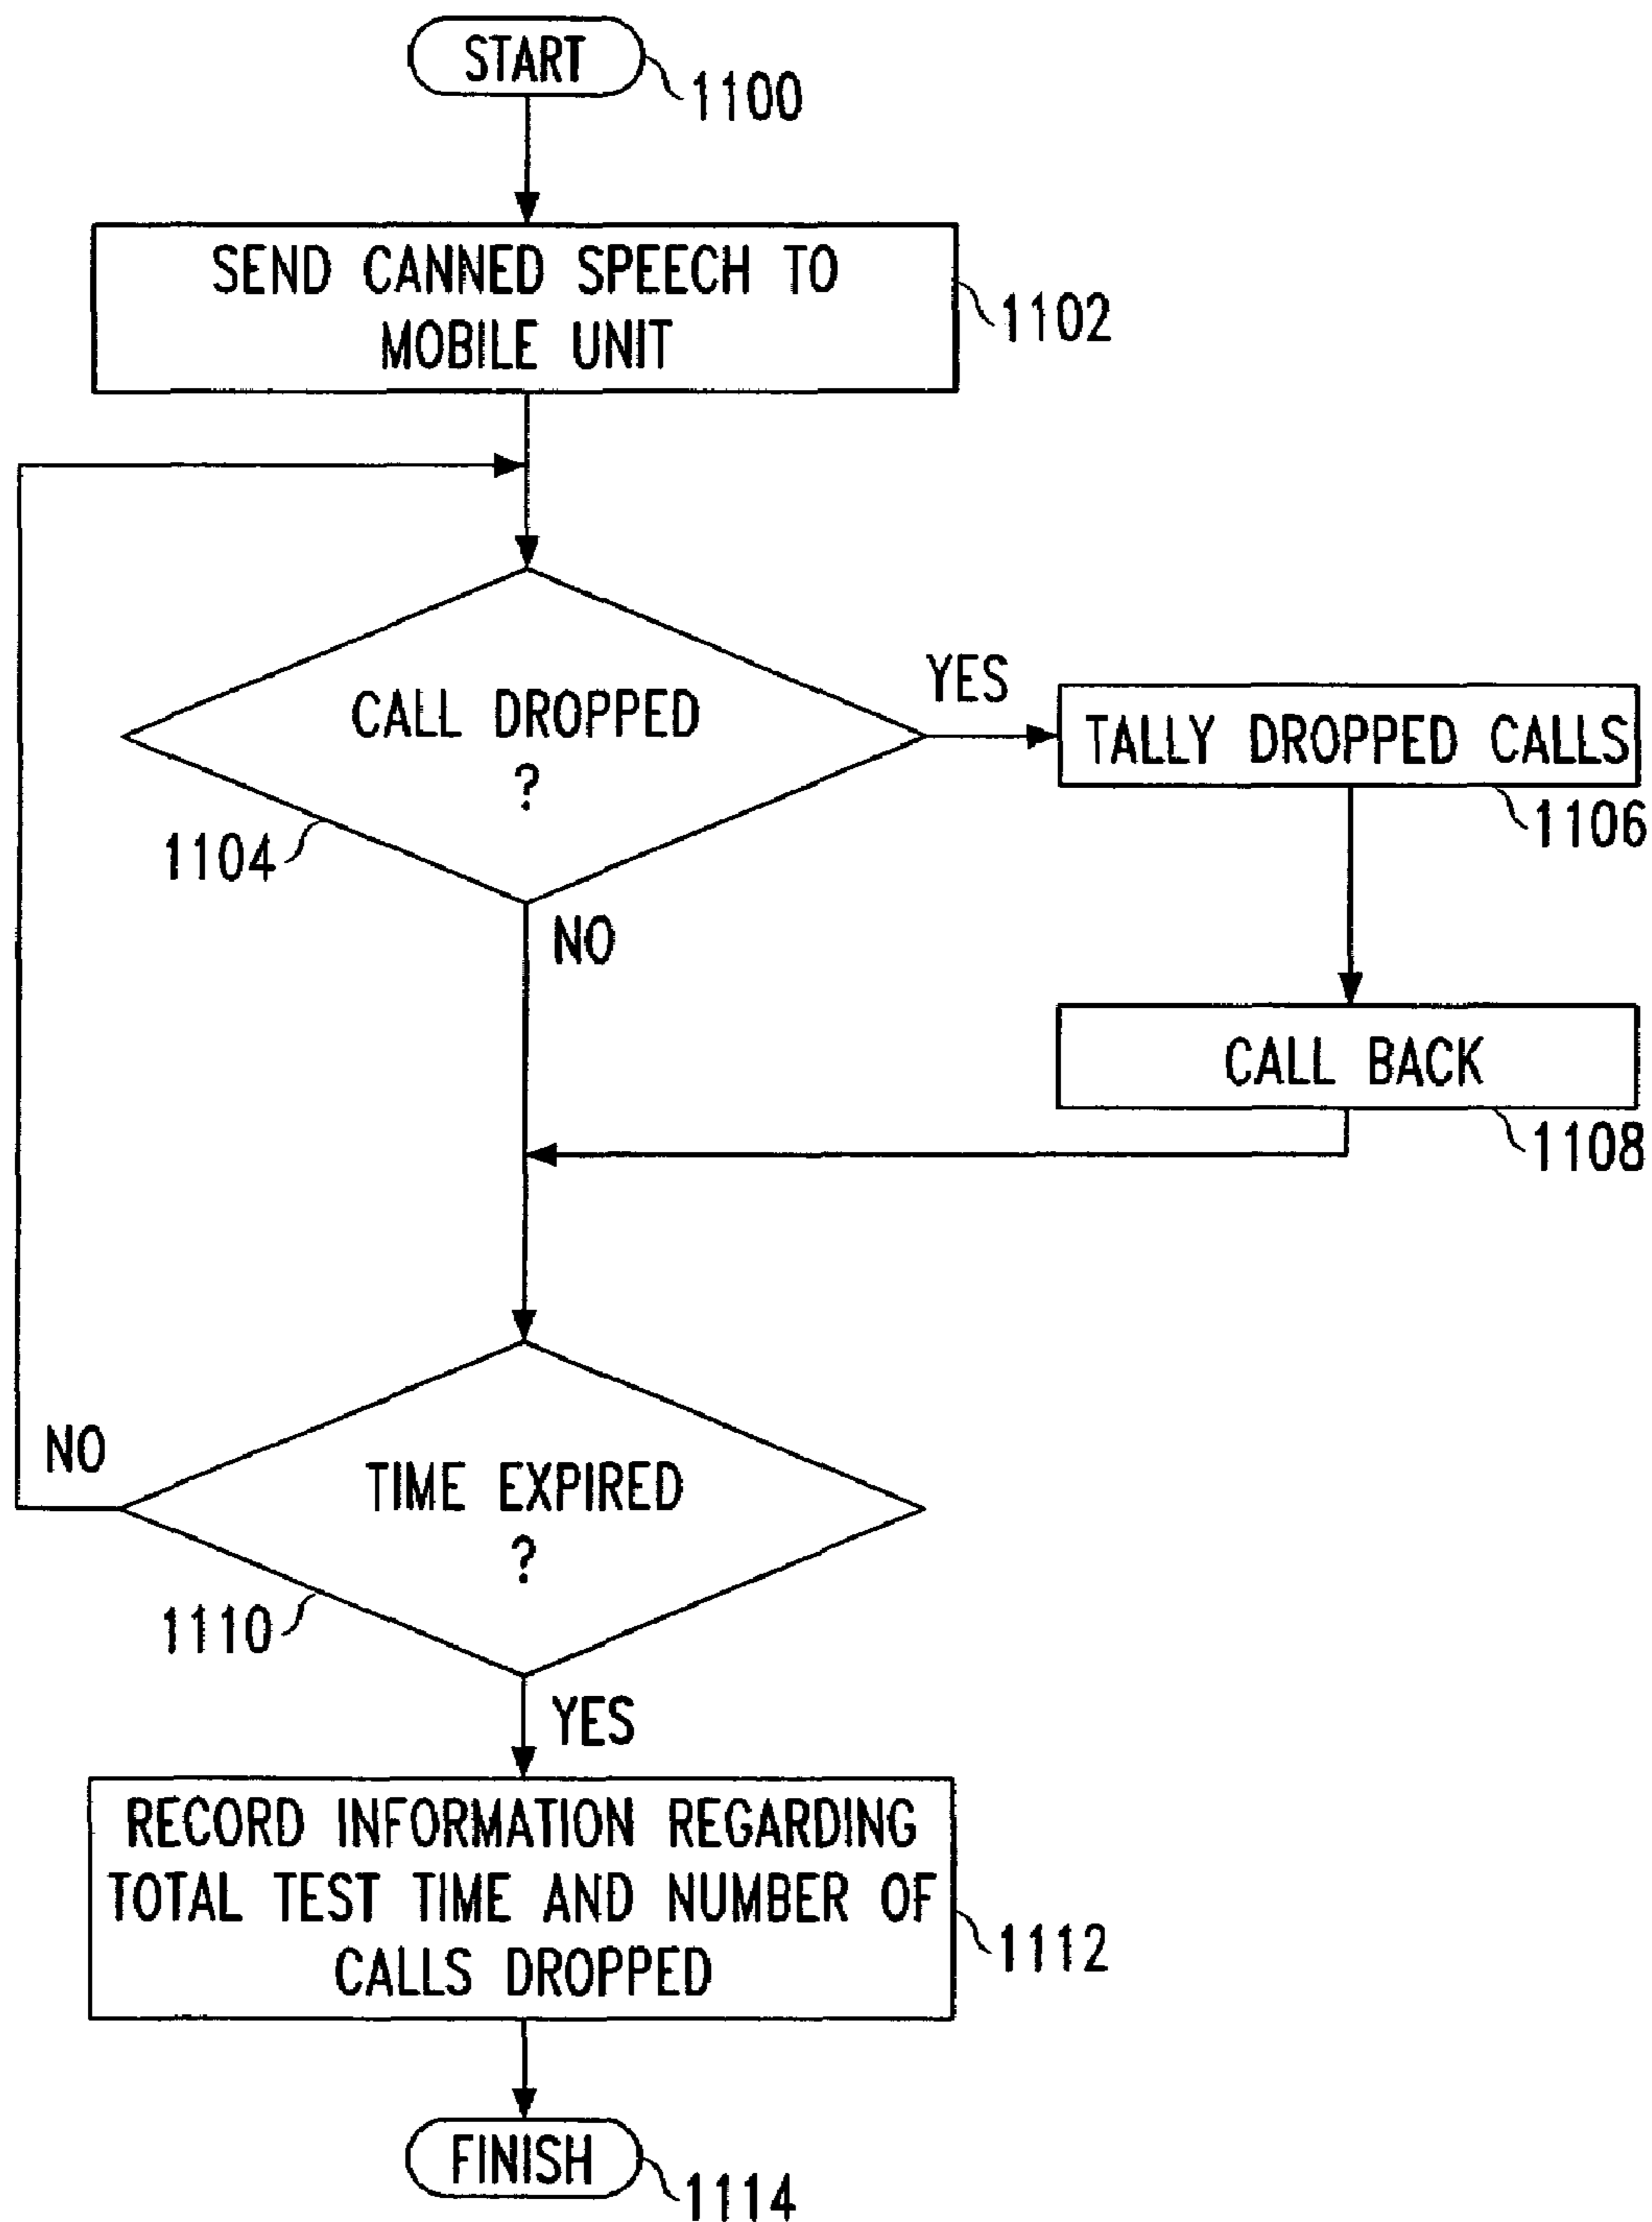 START
1100
SEND CANNED SPEECH TO
MOBILE UNIT
1102
CALL DROPPED
?
1104
YES
TALLY DROPPED CALLS
1106
NO
CALL BACK
1108
TIME EXPIRED
?
1110
NO
YES
RECORD INFORMATION REGARDING
TOTAL TEST TIME AND NUMBER OF
CALLS DROPPED
1112
FINISH
1114